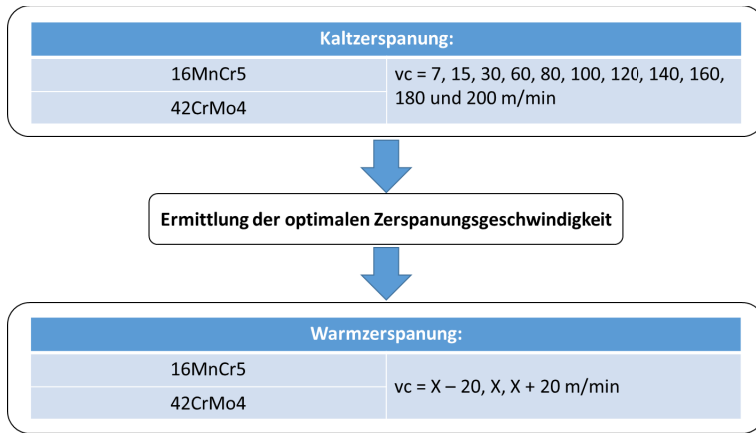 Kaltzerspanung:
16MnCr5
vc = 7, 15, 30, 60, 80, 100, 120, 140, 160,
180 und 200 m/min
42CrMo4
Ermittlung der optimalen Zerspanungsgeschwindigkeit
Warmzerspanung:
16MnCr5
vc = X – 20, X, X + 20 m/min
42CrMo4